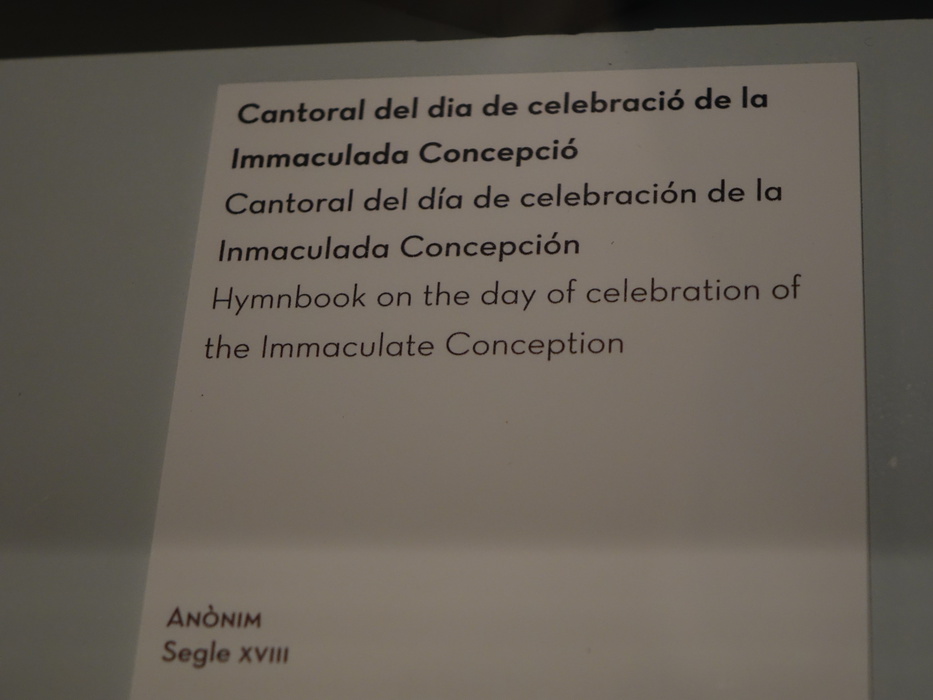 Cantoral del dia de celebració de la
Immaculada Concepció
Cantoral del día de celebración de la
Inmaculada Concepción
Hymnbook on the day of celebration of
the Immaculate Conception
ANÒNIM
Segle XVIII